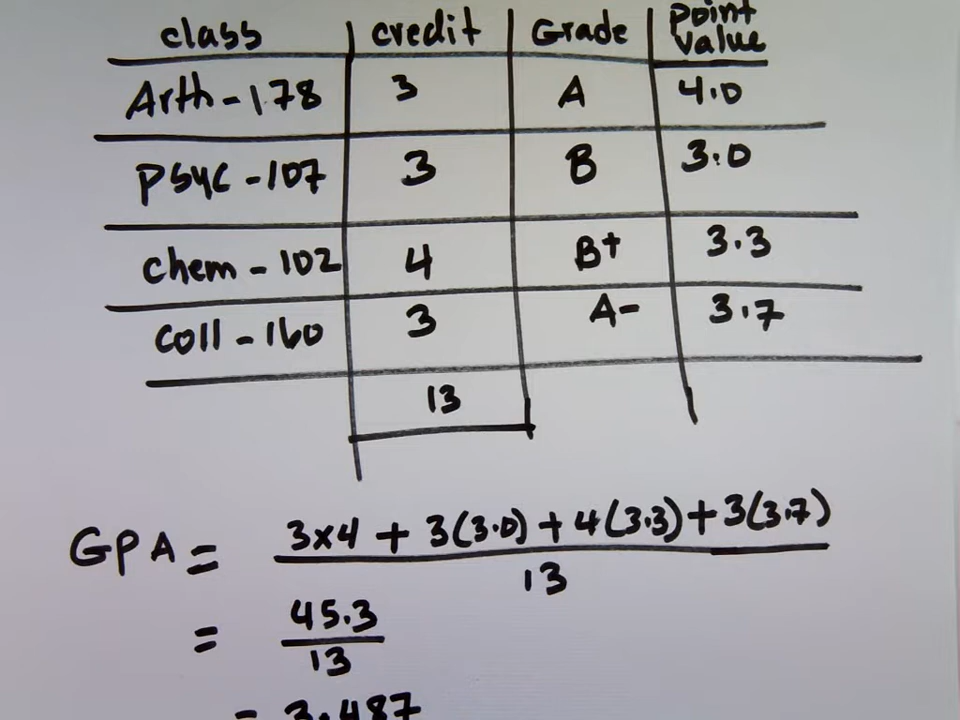 class credit Grade point value
Arth-178 3 A 4.0
Psyc-107 3 B 3.0
chem-102 4 B+ 3.3
Coll-160 3 A- 3.7
13
GPA = 3x4 + 3(3.0) + 4(3.3) + 3(3.7)
13
= 45.3
13
= 3.487